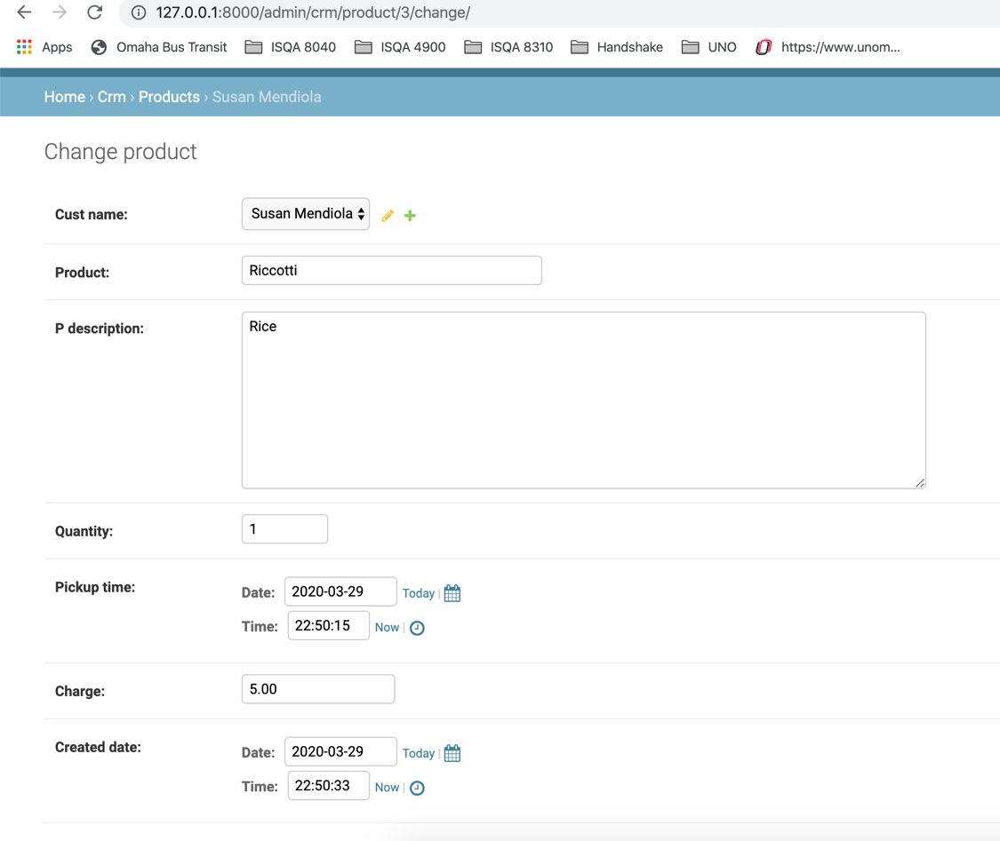 127.0.0.1:8000/admin/crm/product/3/change/
Apps Omaha Bus Transit ISQA 8040 ISQA 4900 ISQA 8310 Handshake UNO https://www.unom...
Home › Crm › Products › Susan Mendiola
Change product
Cust name: Susan Mendiola
Product: Riccotti
P description: Rice
Quantity: 1
Pickup time: Date: 2020-03-29 Today |
Time: 22:50:15 Now |
Charge: 5.00
Created date: Date: 2020-03-29 Today |
Time: 22:50:33 Now |